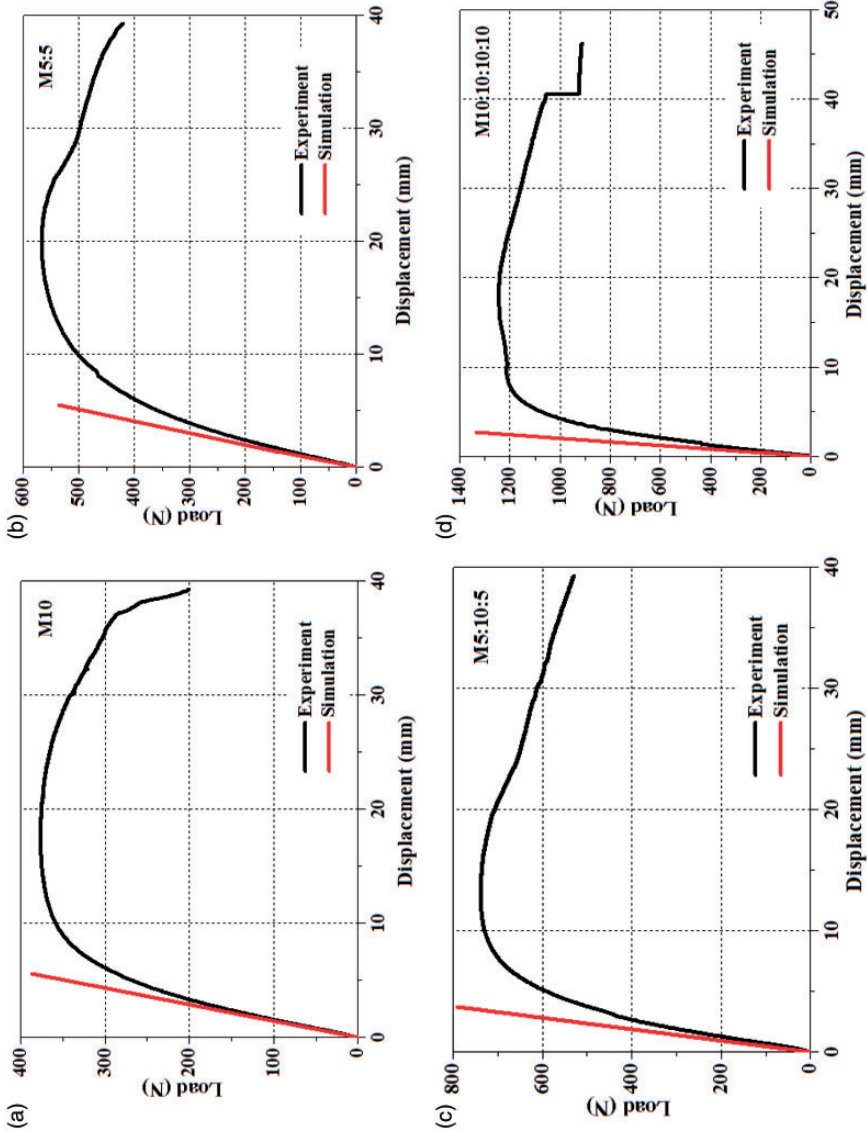 (a)
M10
400
300
200
100
0
Load (N)
Experiment
Simulation
0 10 20 30 40
Displacement (mm)
(b)
M5:5
600
500
400
300
200
100
0
Load (N)
Experiment
Simulation
0 10 20 30 40
Displacement (mm)
(c)
M5:10:5
800
600
400
200
0
Load (N)
Experiment
Simulation
0 10 20 30 40
Displacement (mm)
(d)
M10:10:10:10
1400
1200
1000
800
600
400
200
0
Load (N)
Experiment
Simulation
0 10 20 30 40 50
Displacement (mm)